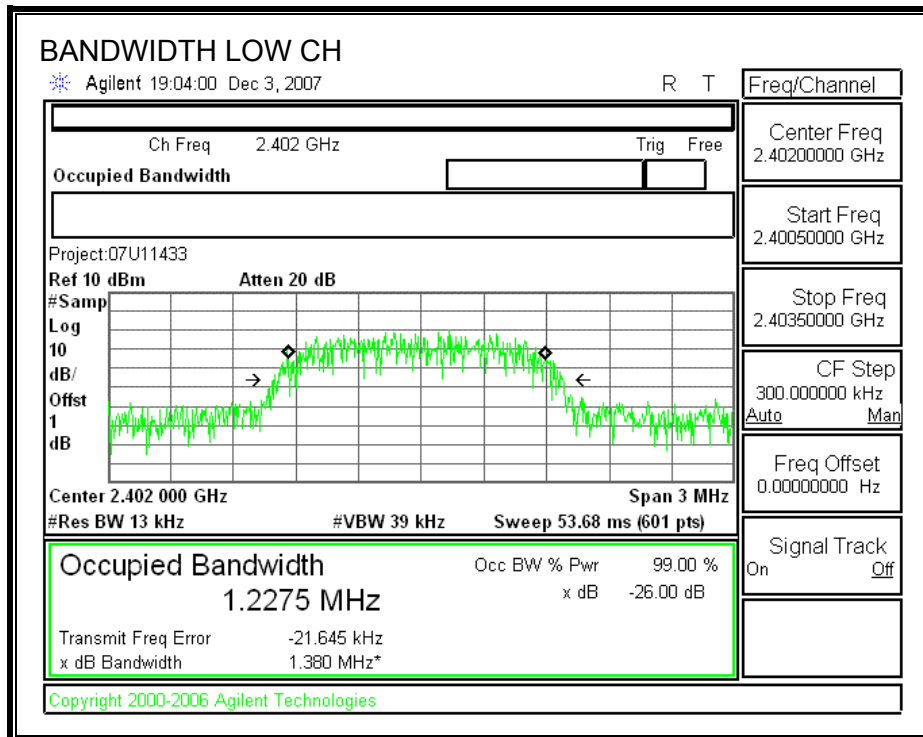 BANDWIDTH LOW CH
Agilent 19:04:00 Dec 3, 2007 R T
Ch Freq 2.402 GHz Trig Free
Occupied Bandwidth
Project:07U11433
Ref 10 dBm Atten 20 dB
#Samp
Log
10
dB/
Offst
1
dB
Center 2.402 000 GHz Span 3 MHz
#Res BW 13 kHz #VBW 39 kHz Sweep 53.68 ms (601 pts)
Occupied Bandwidth Occ BW % Pwr 99.00 %
1.2275 MHz x dB -26.00 dB
Transmit Freq Error -21.645 kHz
x dB Bandwidth 1.380 MHz*
Copyright 2000-2006 Agilent Technologies
Freq/Channel
Center Freq
2.40200000 GHz
Start Freq
2.40050000 GHz
Stop Freq
2.40350000 GHz
CF Step
300.000000 kHz
Auto Man
Freq Offset
0.00000000 Hz
Signal Track
On Off